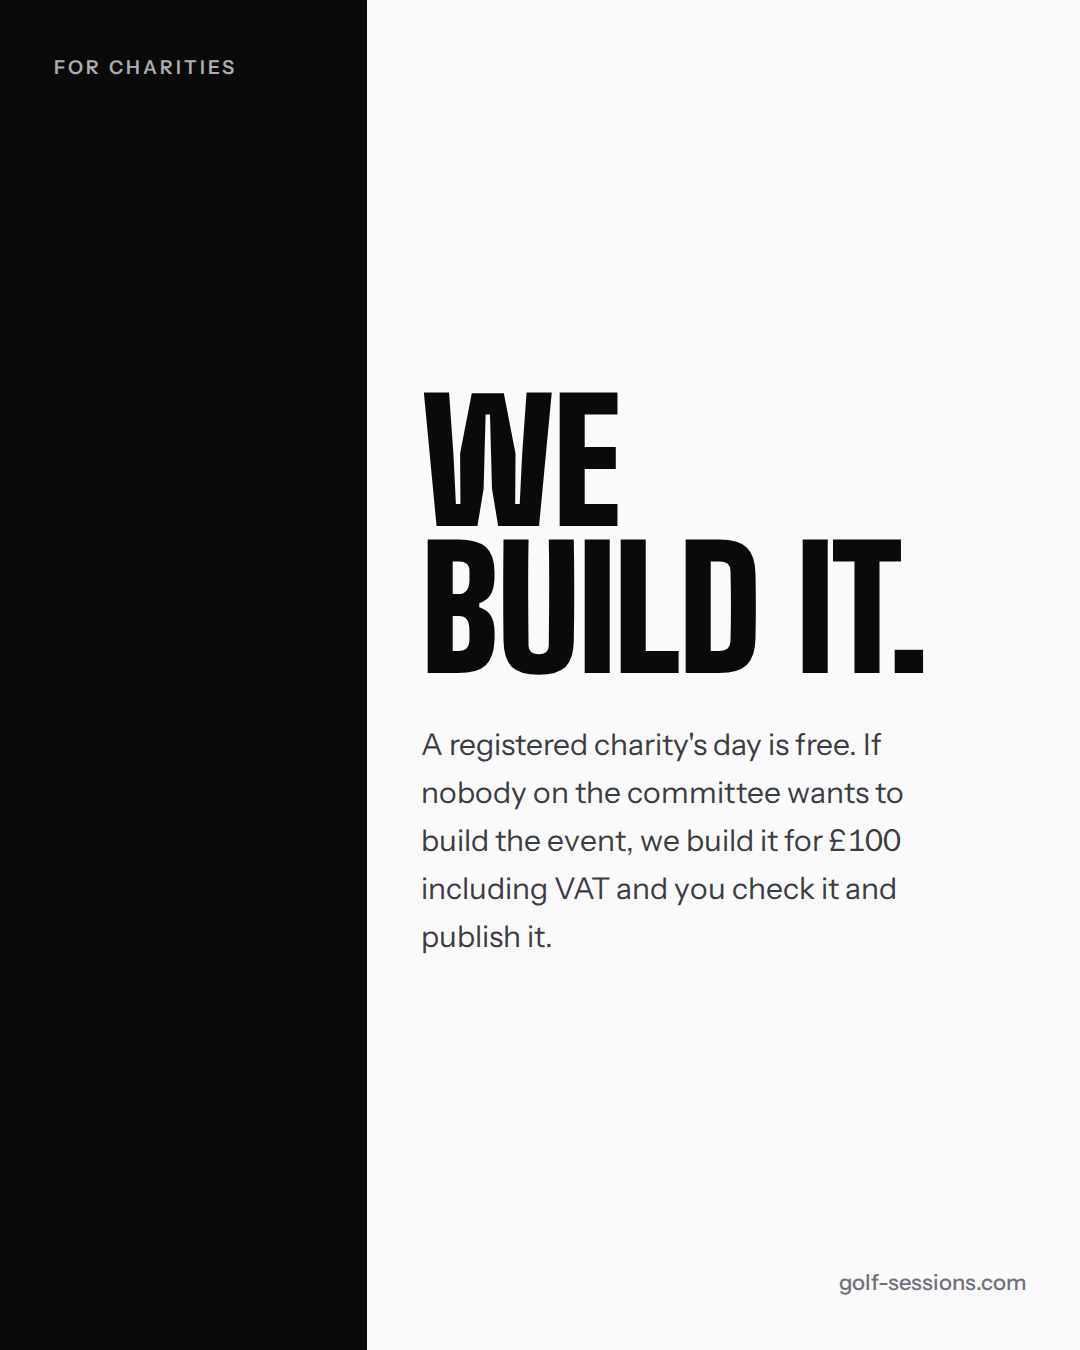 FOR CHARITIES
WE
BUILD IT.
A registered charity's day is free. If
nobody on the committee wants to
build the event, we build it for £100
including VAT and you check it and
publish it.
golf-sessions.com